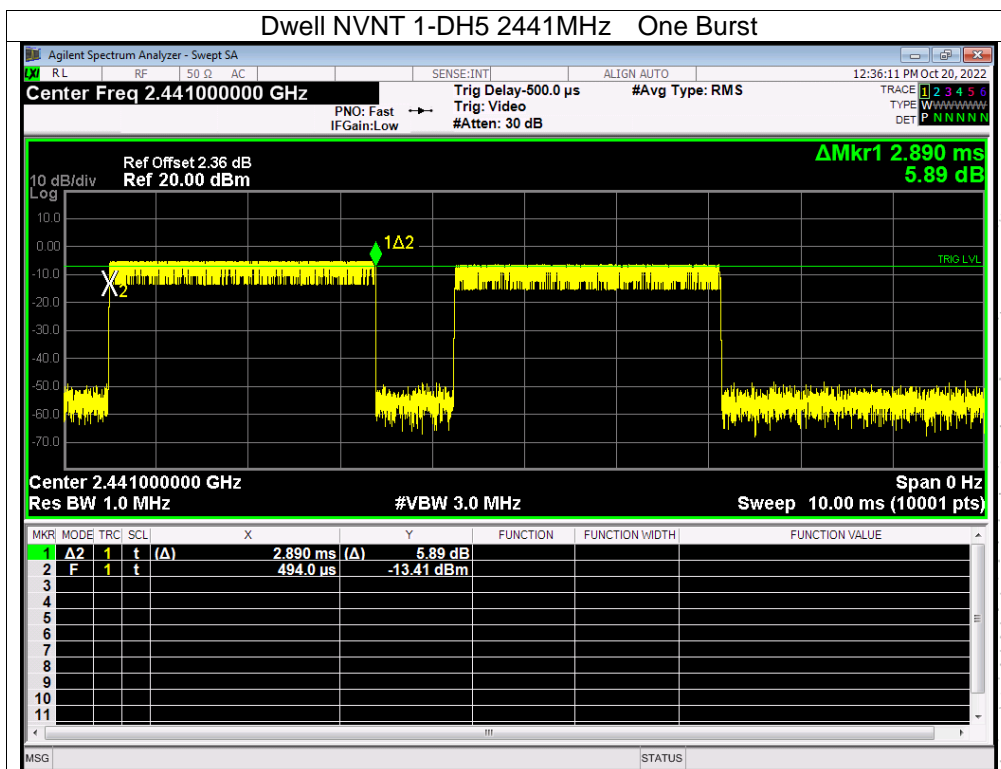 Dwell NVNT 1-DH5 2441MHz One Burst
Agilent Spectrum Analyzer - Swept SA
LXI RL RF 50 Ω AC SENSE:INT ALIGN AUTO 12:36:11 PM Oct 20, 2022
Center Freq 2.441000000 GHz
PNO: Fast
IFGain:Low
Trig Delay-500.0 µs
Trig: Video
#Atten: 30 dB
#Avg Type: RMS
TRACE 1 2 3 4 5 6
TYPE WWWWWW
DET P N N N N N
ΔMkr1 2.890 ms
5.89 dB
Ref Offset 2.36 dB
10 dB/div Ref 20.00 dBm
Log
10.0
0.00
-10.0
-20.0
-30.0
-40.0
-50.0
-60.0
-70.0
1Δ2
X2
TRIG LVL
Center 2.441000000 GHz Span 0 Hz
Res BW 1.0 MHz #VBW 3.0 MHz Sweep 10.00 ms (10001 pts)
MKR MODE TRC SCL X Y FUNCTION FUNCTION WIDTH FUNCTION VALUE
1 Δ2 1 t (Δ) 2.890 ms (Δ) 5.89 dB
2 F 1 t 494.0 µs -13.41 dBm
3
4
5
6
7
8
9
10
11
MSG STATUS